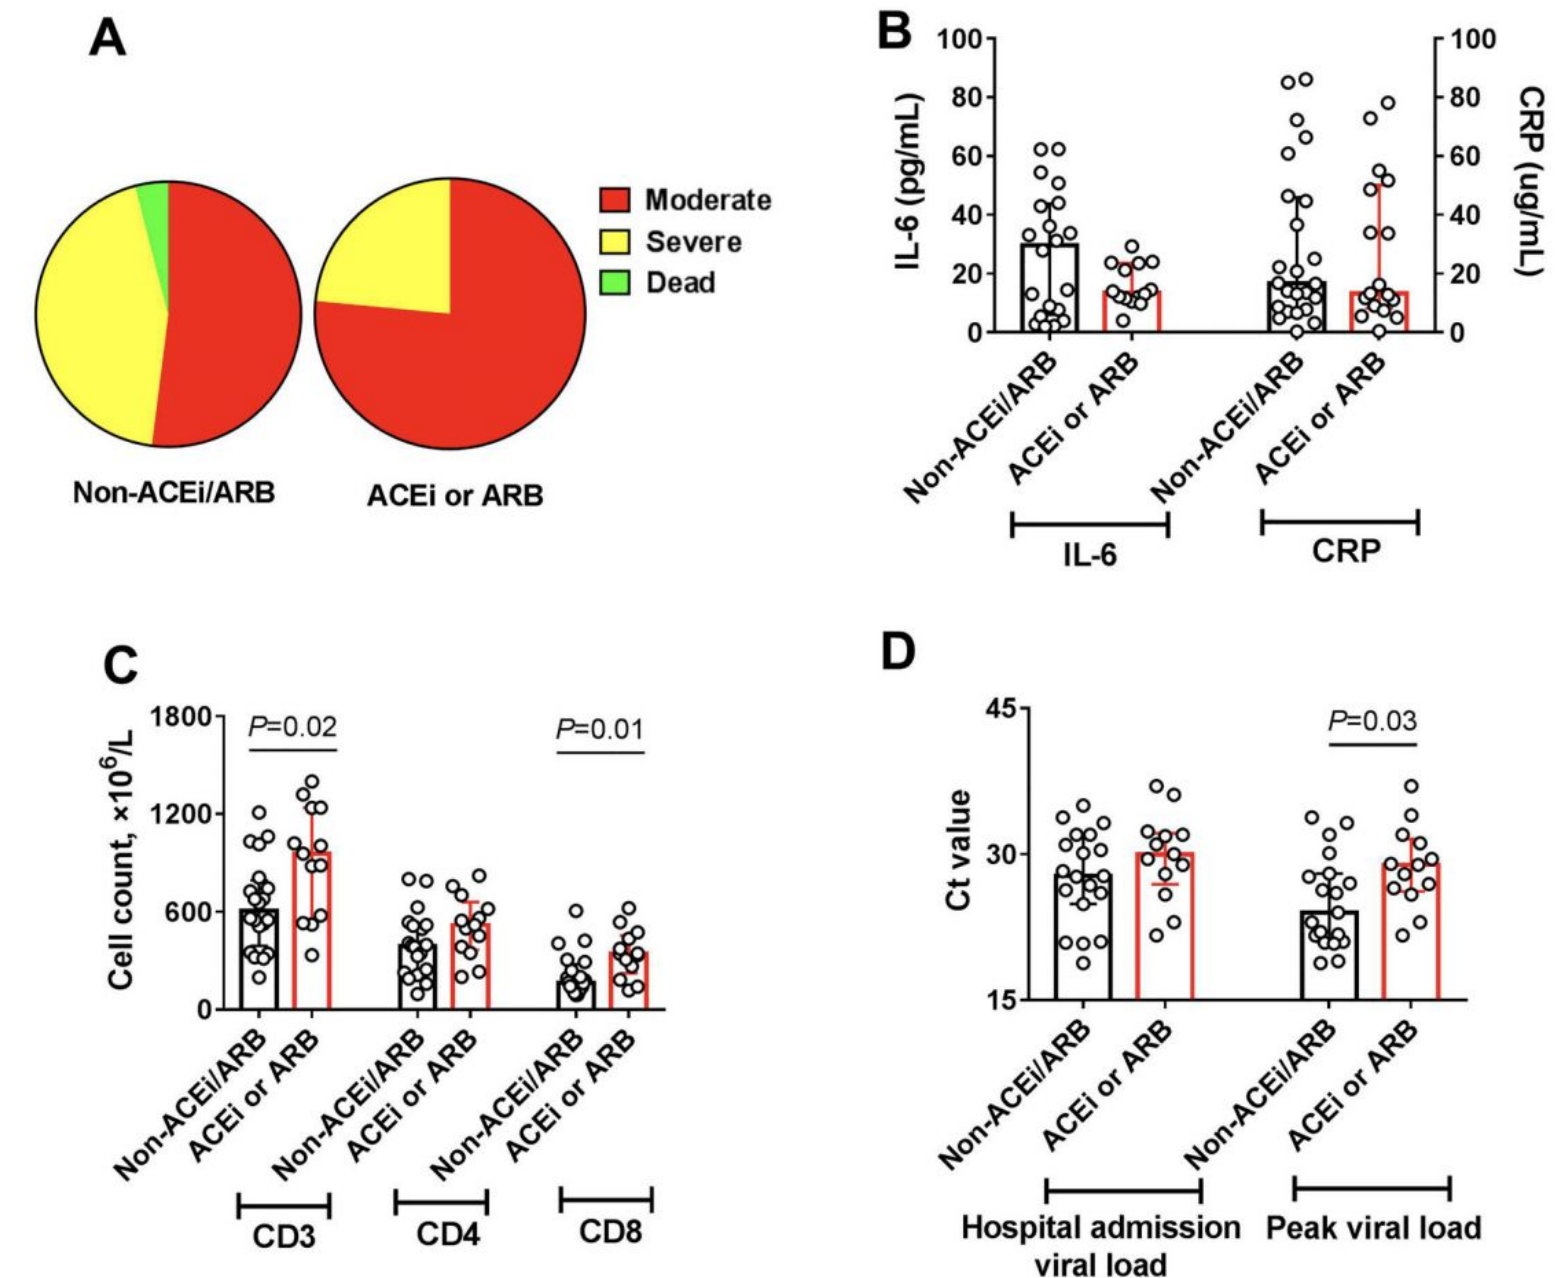 A
Moderate
Severe
Dead
Non-ACEi/ARB
ACEi or ARB
B
IL-6 (pg/mL)
100
80
60
40
20
0
100
80
60
40
20
0
CRP (ug/mL)
Non-ACEi/ARB
ACEi or ARB
Non-ACEi/ARB
ACEi or ARB
IL-6
CRP
C
Cell count, ×10⁶/L
1800
1200
600
0
P=0.02
P=0.01
Non-ACEi/ARB
ACEi or ARB
Non-ACEi/ARB
ACEi or ARB
Non-ACEi/ARB
ACEi or ARB
CD3
CD4
CD8
D
Ct value
45
30
15
P=0.03
Non-ACEi/ARB
ACEi or ARB
Non-ACEi/ARB
ACEi or ARB
Hospital admission
viral load
Peak viral load